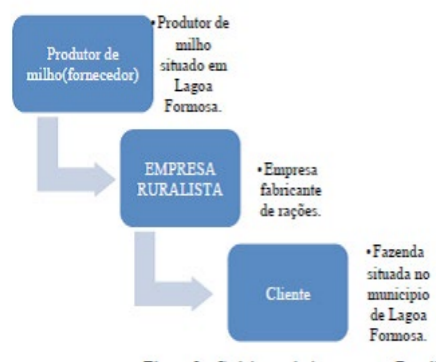 Produtor de
milho(fornecedor)
•Produtor de
milho
situado em
Lagoa
Formosa.
EMPRESA
RURALISTA
•Empresa
fabricante
de rações.
Cliente
•Fazenda
situada no
municipio
de Lagoa
Formosa.